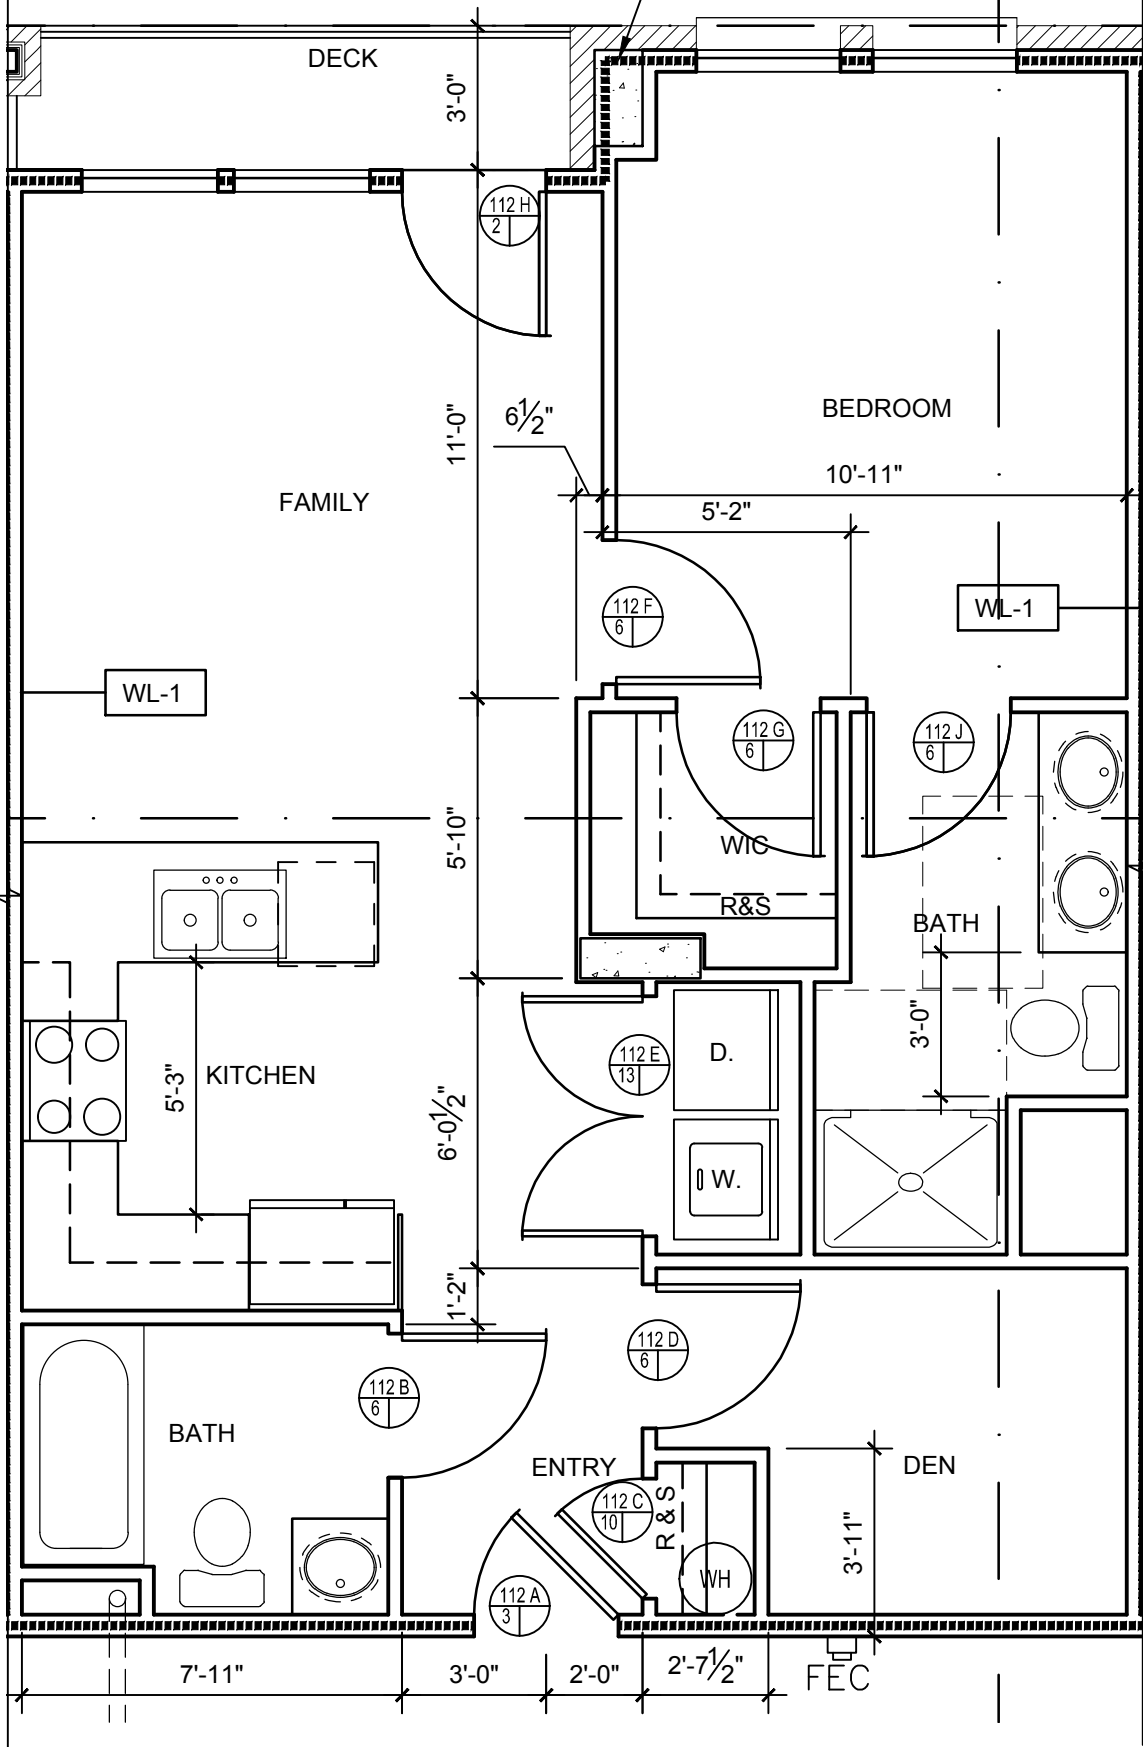 DECK
3'-0"
112 H
2
11'-0"
6½"
BEDROOM
10'-11"
FAMILY
5'-2"
112 F
6
WL-1
WL-1
112 G
6
112 J
6
5'-10"
WIC
R&S
BATH
3'-0"
112 E
13
D.
5'-3"
KITCHEN
6'-0½"
W.
1'-2"
112 D
6
112 B
6
BATH
ENTRY
DEN
112 C
10
R & S
3'-11"
WH
112 A
3
7'-11"
3'-0"
2'-0"
2'-7½"
FEC